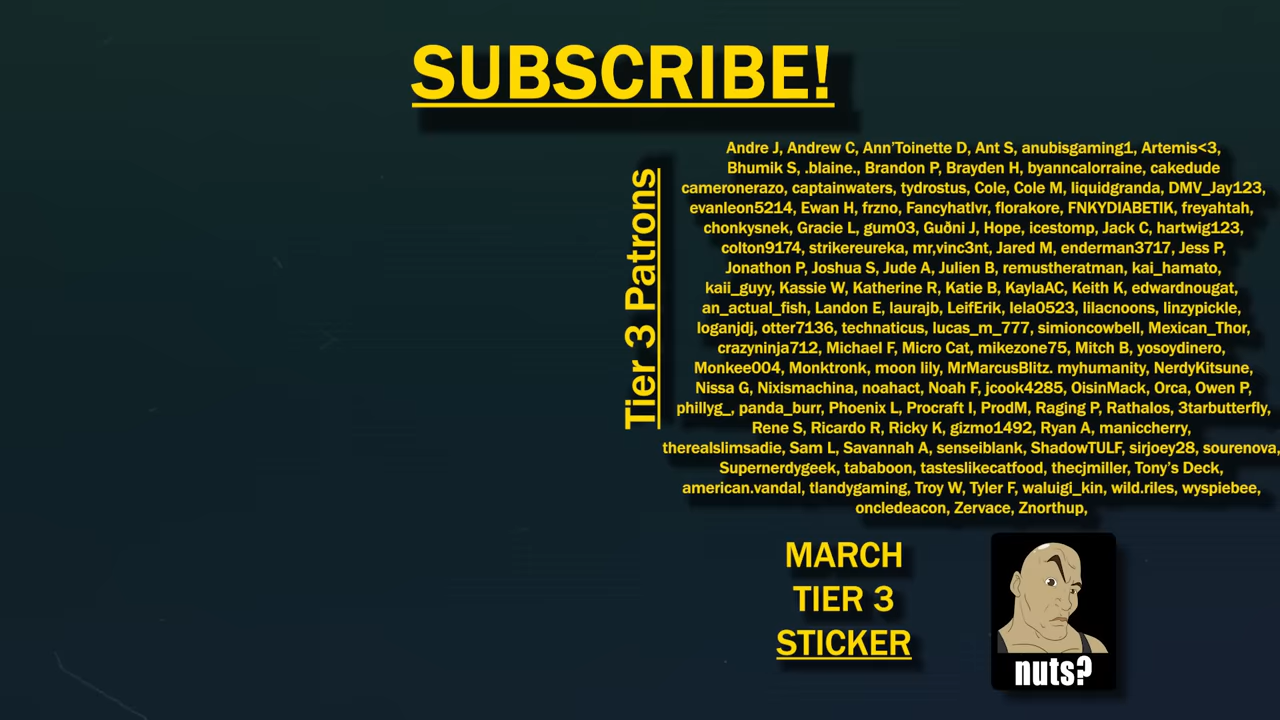 SUBSCRIBE!
Tier 3 Patrons
Andre J, Andrew C, Ann'Toinette D, Ant S, anubisgaming1, Artemis<3,
Bhumik S, .blaine., Brandon P, Brayden H, byanncalorraine, cakedude
cameronerazo, captainwaters, tydrostus, Cole, Cole M, liquidgranda, DMV_Jay123,
evanleon5214, Ewan H, frzno, Fancyhatlvr, florakore, FNKYDIABETIK, freyahtah,
chonkysnek, Gracie L, gum03, Guðni J, Hope, icestomp, Jack C, hartwig123,
colton9174, strikereureka, mr,vinc3nt, Jared M, enderman3717, Jess P,
Jonathon P, Joshua S, Jude A, Julien B, remustheratman, kai_hamato,
kaii_guyy, Kassie W, Katherine R, Katie B, KaylaAC, Keith K, edwardnougat,
an_actual_fish, Landon E, laurajb, LeifErik, lela0523, lilacnoons, linzypickle,
loganjdj, otter7136, technaticus, lucas_m_777, simioncowbell, Mexican_Thor,
crazyninja712, Michael F, Micro Cat, mikezone75, Mitch B, yosoydinero,
Monkee004, Monktronk, moon lily, MrMarcusBlitz. myhumanity, NerdyKitsune,
Nissa G, Nixismachina, noahact, Noah F, jcook4285, OisinMack, Orca, Owen P,
phillyg_, panda_burr, Phoenix L, Procraft I, ProdM, Raging P, Rathalos, 3tarbutterfly,
Rene S, Ricardo R, Ricky K, gizmo1492, Ryan A, maniccherry,
therealslimsadie, Sam L, Savannah A, senseiblank, ShadowTULF, sirjoey28, sourenova,
Supernerdygeek, tababoon, tasteslikecatfood, thecjmiller, Tony's Deck,
american.vandal, tlandygaming, Troy W, Tyler F, waluigi_kin, wild.riles, wyspiebee,
oncledeacon, Zervace, Znorthup,
MARCH
TIER 3
STICKER
nuts?